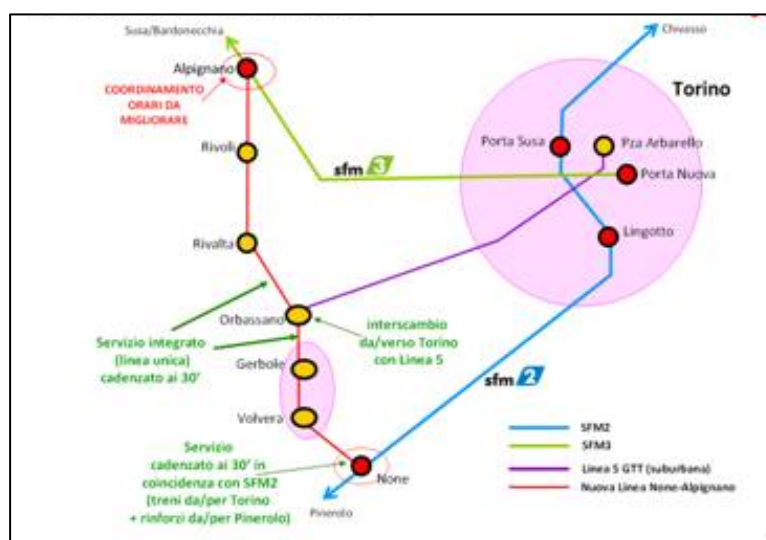 Susa/Bardonecchia
Chivasso
Alpignano
COORDINAMENTO
ORARI DA
MIGLIORARE
Torino
Rivoli
Porta Susa
Pza Arbarello
sfm 3
Porta Nuova
Rivalta
Lingotto
Orbassano
interscambio
da/verso Torino
con Linea 5
Servizio integrato
(linea unica)
cadenzato ai 30'
Gerbole
sfm 2
Volvera
Servizio
cadenzato ai 30' in
coincidenza con SFM2
(treni da/per Torino
+ rinforzi da/per Pinerolo)
None
Pinerolo
SFM2
SFM3
Linea 5 GTT (suburbana)
Nuova Linea None-Alpignano